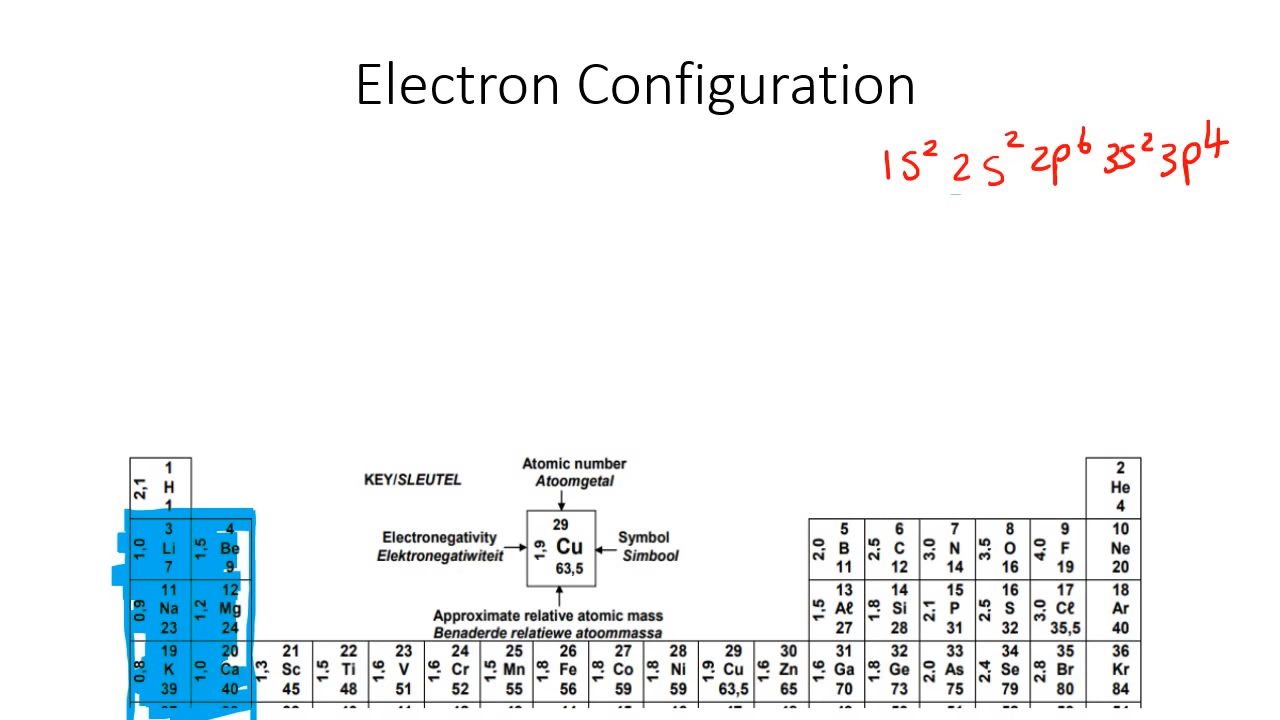 Electron Configuration
1s² 2s² 2p⁶ 3s² 3p⁴
KEY/SLEUTEL
Atomic number
Atoomgetal
Electronegativity
Elektronegatiwiteit
29
1,9 Cu
63,5
Symbol
Simbool
Approximate relative atomic mass
Benaderde relatiewe atoommassa
1 2
2,1 H He
1 4
3 4 5 6 7 8 9 10
1,0 Li 1,5 Be 2,0 B 2,5 C 3,0 N 3,5 O 4,0 F Ne
7 9 11 12 14 16 19 20
11 12 13 14 15 16 17 18
0,9 Na 1,2 Mg 1,5 Aℓ 1,8 Si 2,1 P 2,5 S 3,0 Cℓ Ar
23 24 27 28 31 32 35,5 40
19 20 21 22 23 24 25 26 27 28 29 30 31 32 33 34 35 36
0,8 K 1,0 Ca 1,3 Sc 1,5 Ti 1,6 V 1,6 Cr 1,5 Mn 1,8 Fe 1,8 Co 1,8 Ni 1,9 Cu 1,6 Zn 1,6 Ga 1,8 Ge 2,0 As 2,4 Se 2,8 Br Kr
39 40 45 48 51 52 55 56 59 59 63,5 65 70 73 75 79 80 84